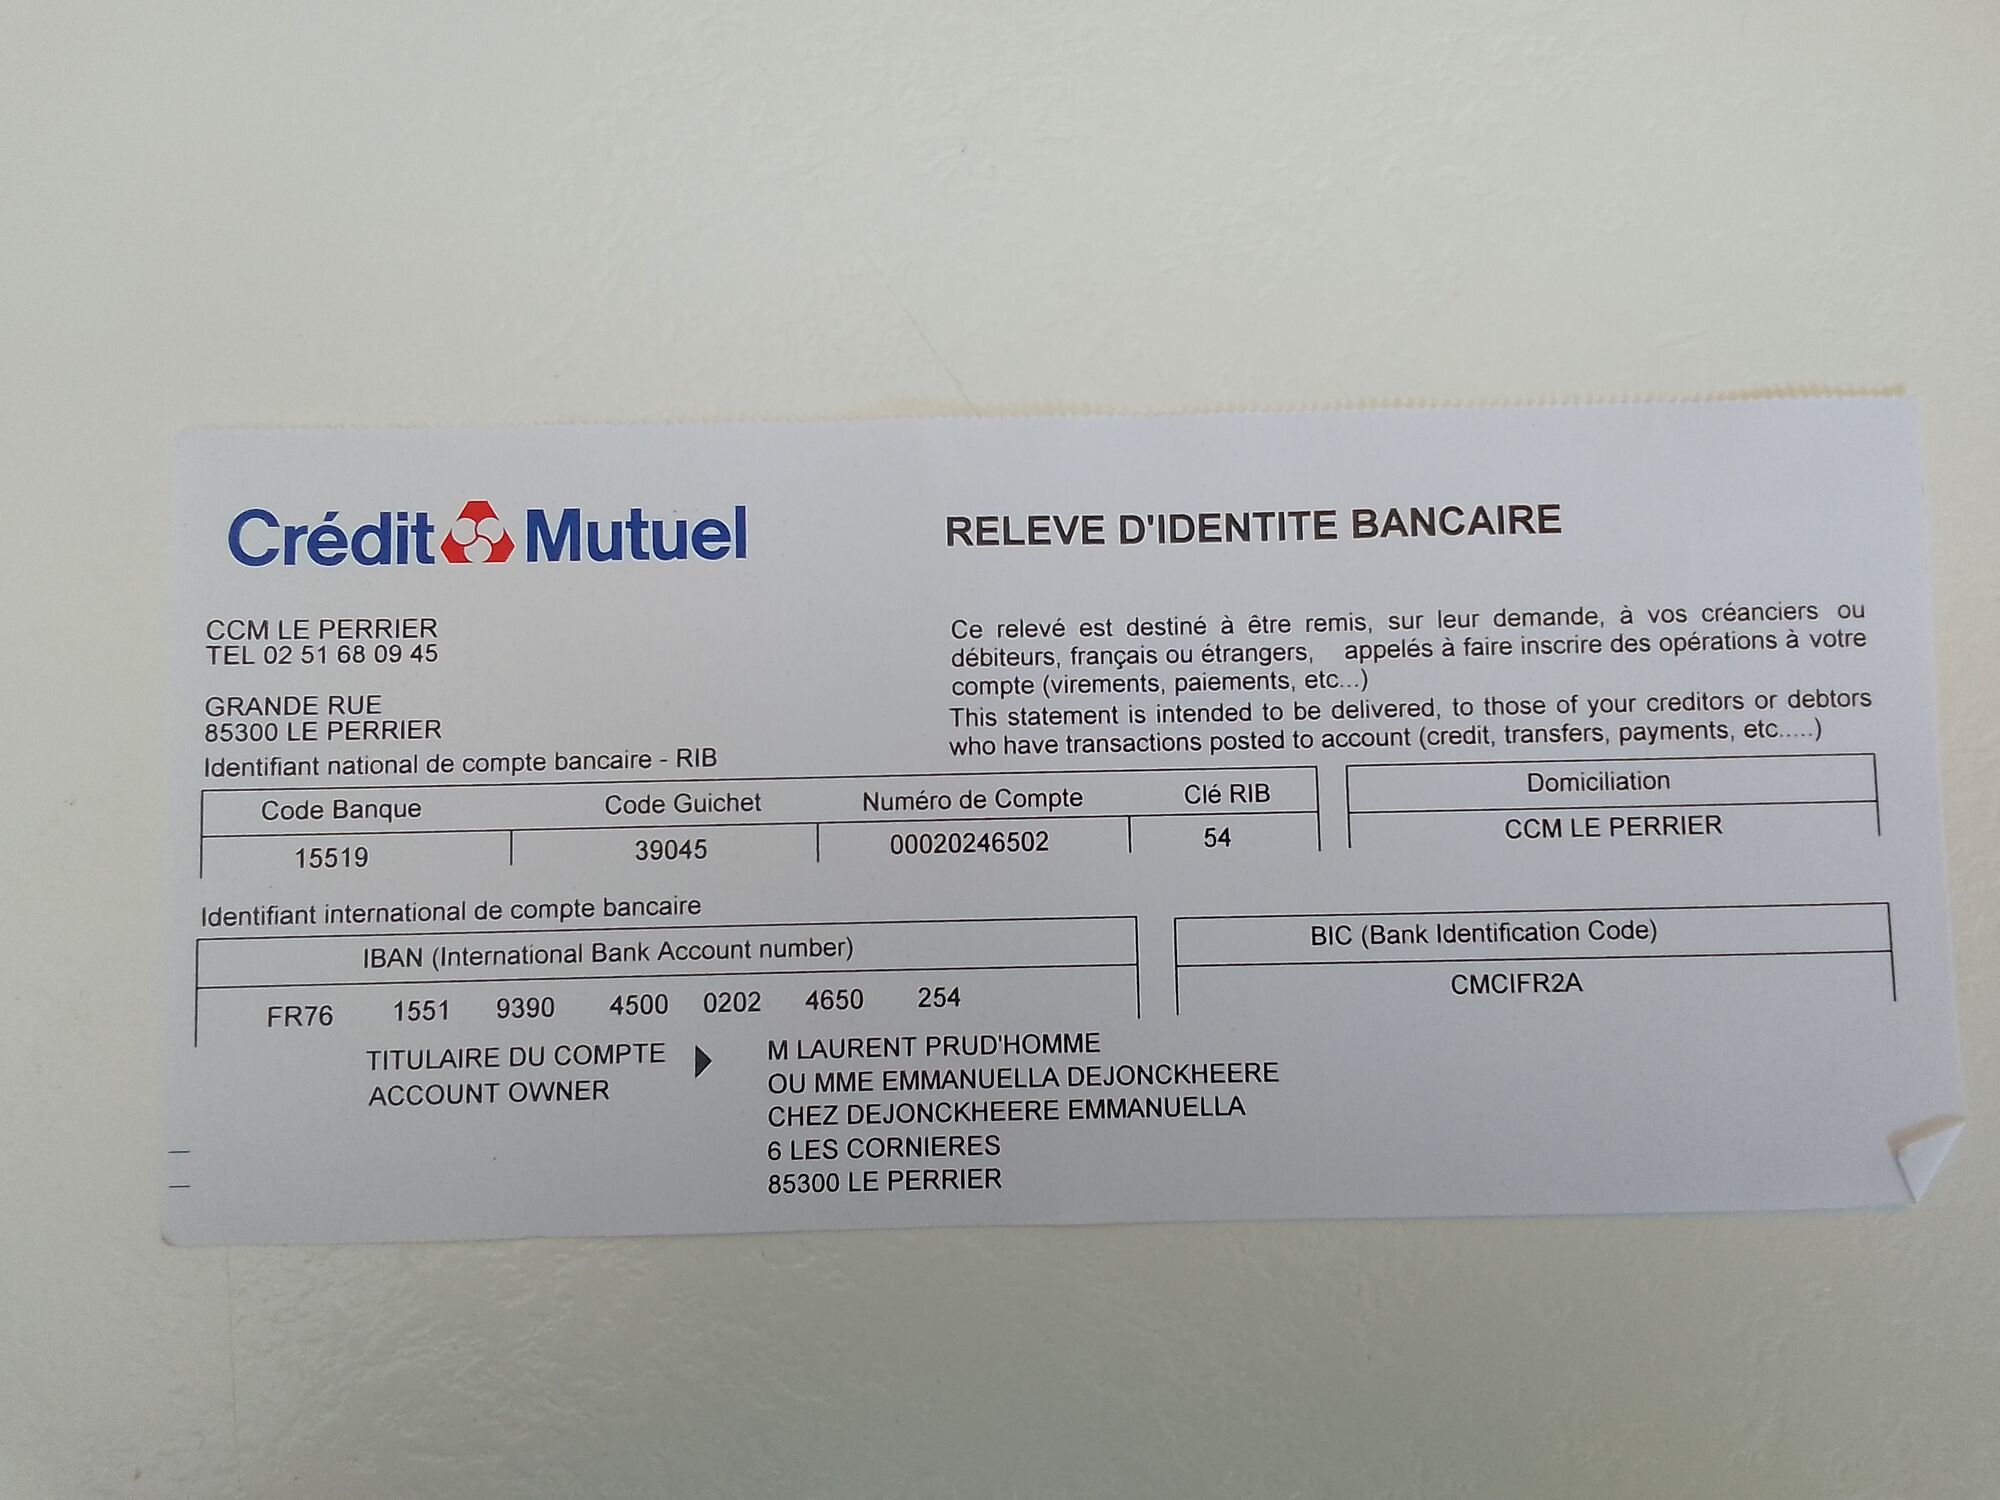 Crédit Mutuel
RELEVE D'IDENTITE BANCAIRE
CCM LE PERRIER
TEL 02 51 68 09 45
GRANDE RUE
85300 LE PERRIER
Ce relevé est destiné à être remis, sur leur demande, à vos créanciers ou
débiteurs, français ou étrangers, appelés à faire inscrire des opérations à votre
compte (virements, paiements, etc...)
This statement is intended to be delivered, to those of your creditors or debtors
who have transactions posted to account (credit, transfers, payments, etc.....)
Identifiant national de compte bancaire - RIB
Code Banque Code Guichet Numéro de Compte Clé RIB Domiciliation
15519 39045 00020246502 54 CCM LE PERRIER
Identifiant international de compte bancaire
IBAN (International Bank Account number) BIC (Bank Identification Code)
FR76 1551 9390 4500 0202 4650 254 CMCIFR2A
TITULAIRE DU COMPTE M LAURENT PRUD'HOMME
ACCOUNT OWNER OU MME EMMANUELLA DEJONCKHEERE
CHEZ DEJONCKHEERE EMMANUELLA
6 LES CORNIERES
85300 LE PERRIER